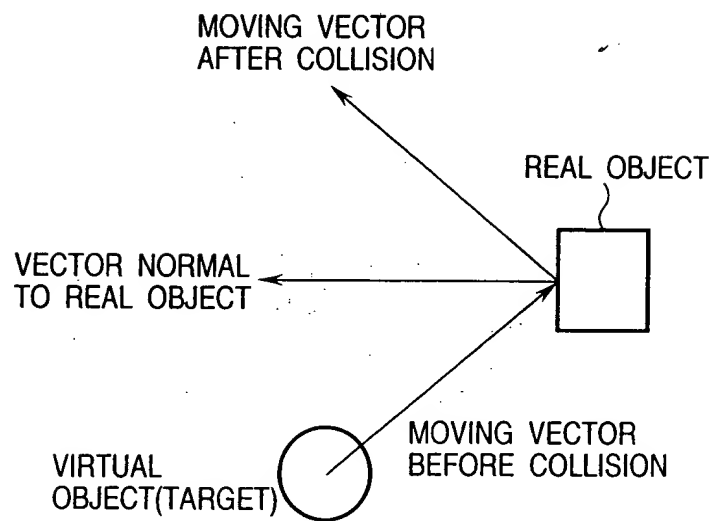 MOVING VECTOR
AFTER COLLISION
REAL OBJECT
VECTOR NORMAL
TO REAL OBJECT
MOVING VECTOR
BEFORE COLLISION
VIRTUAL
OBJECT(TARGET)